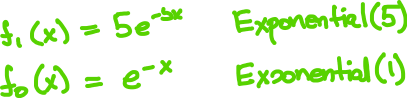 f₁(x) = 5e⁻⁵ˣ Exponential(5)
f₀(x) = e⁻ˣ Exponential(1)